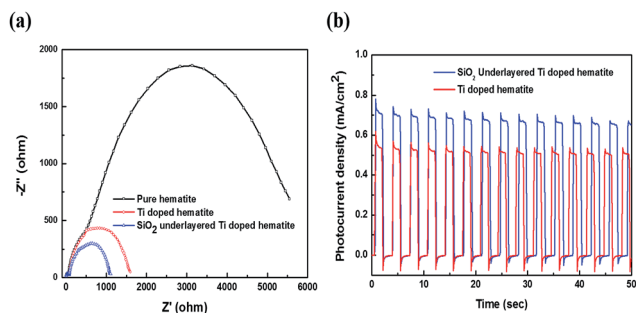 (a)
2000
1500
1000
500
0
-Z'' (ohm)
Pure hematite
Ti doped hematite
SiO2 underlayered Ti doped hematite
0 1000 2000 3000 4000 5000 6000
Z' (ohm)
(b)
1.0
0.8
0.6
0.4
0.2
0.0
Photocurrent density (mA/cm²)
SiO2 Underlayered Ti doped hematite
Ti doped hematite
0 10 20 30 40 50
Time (sec)